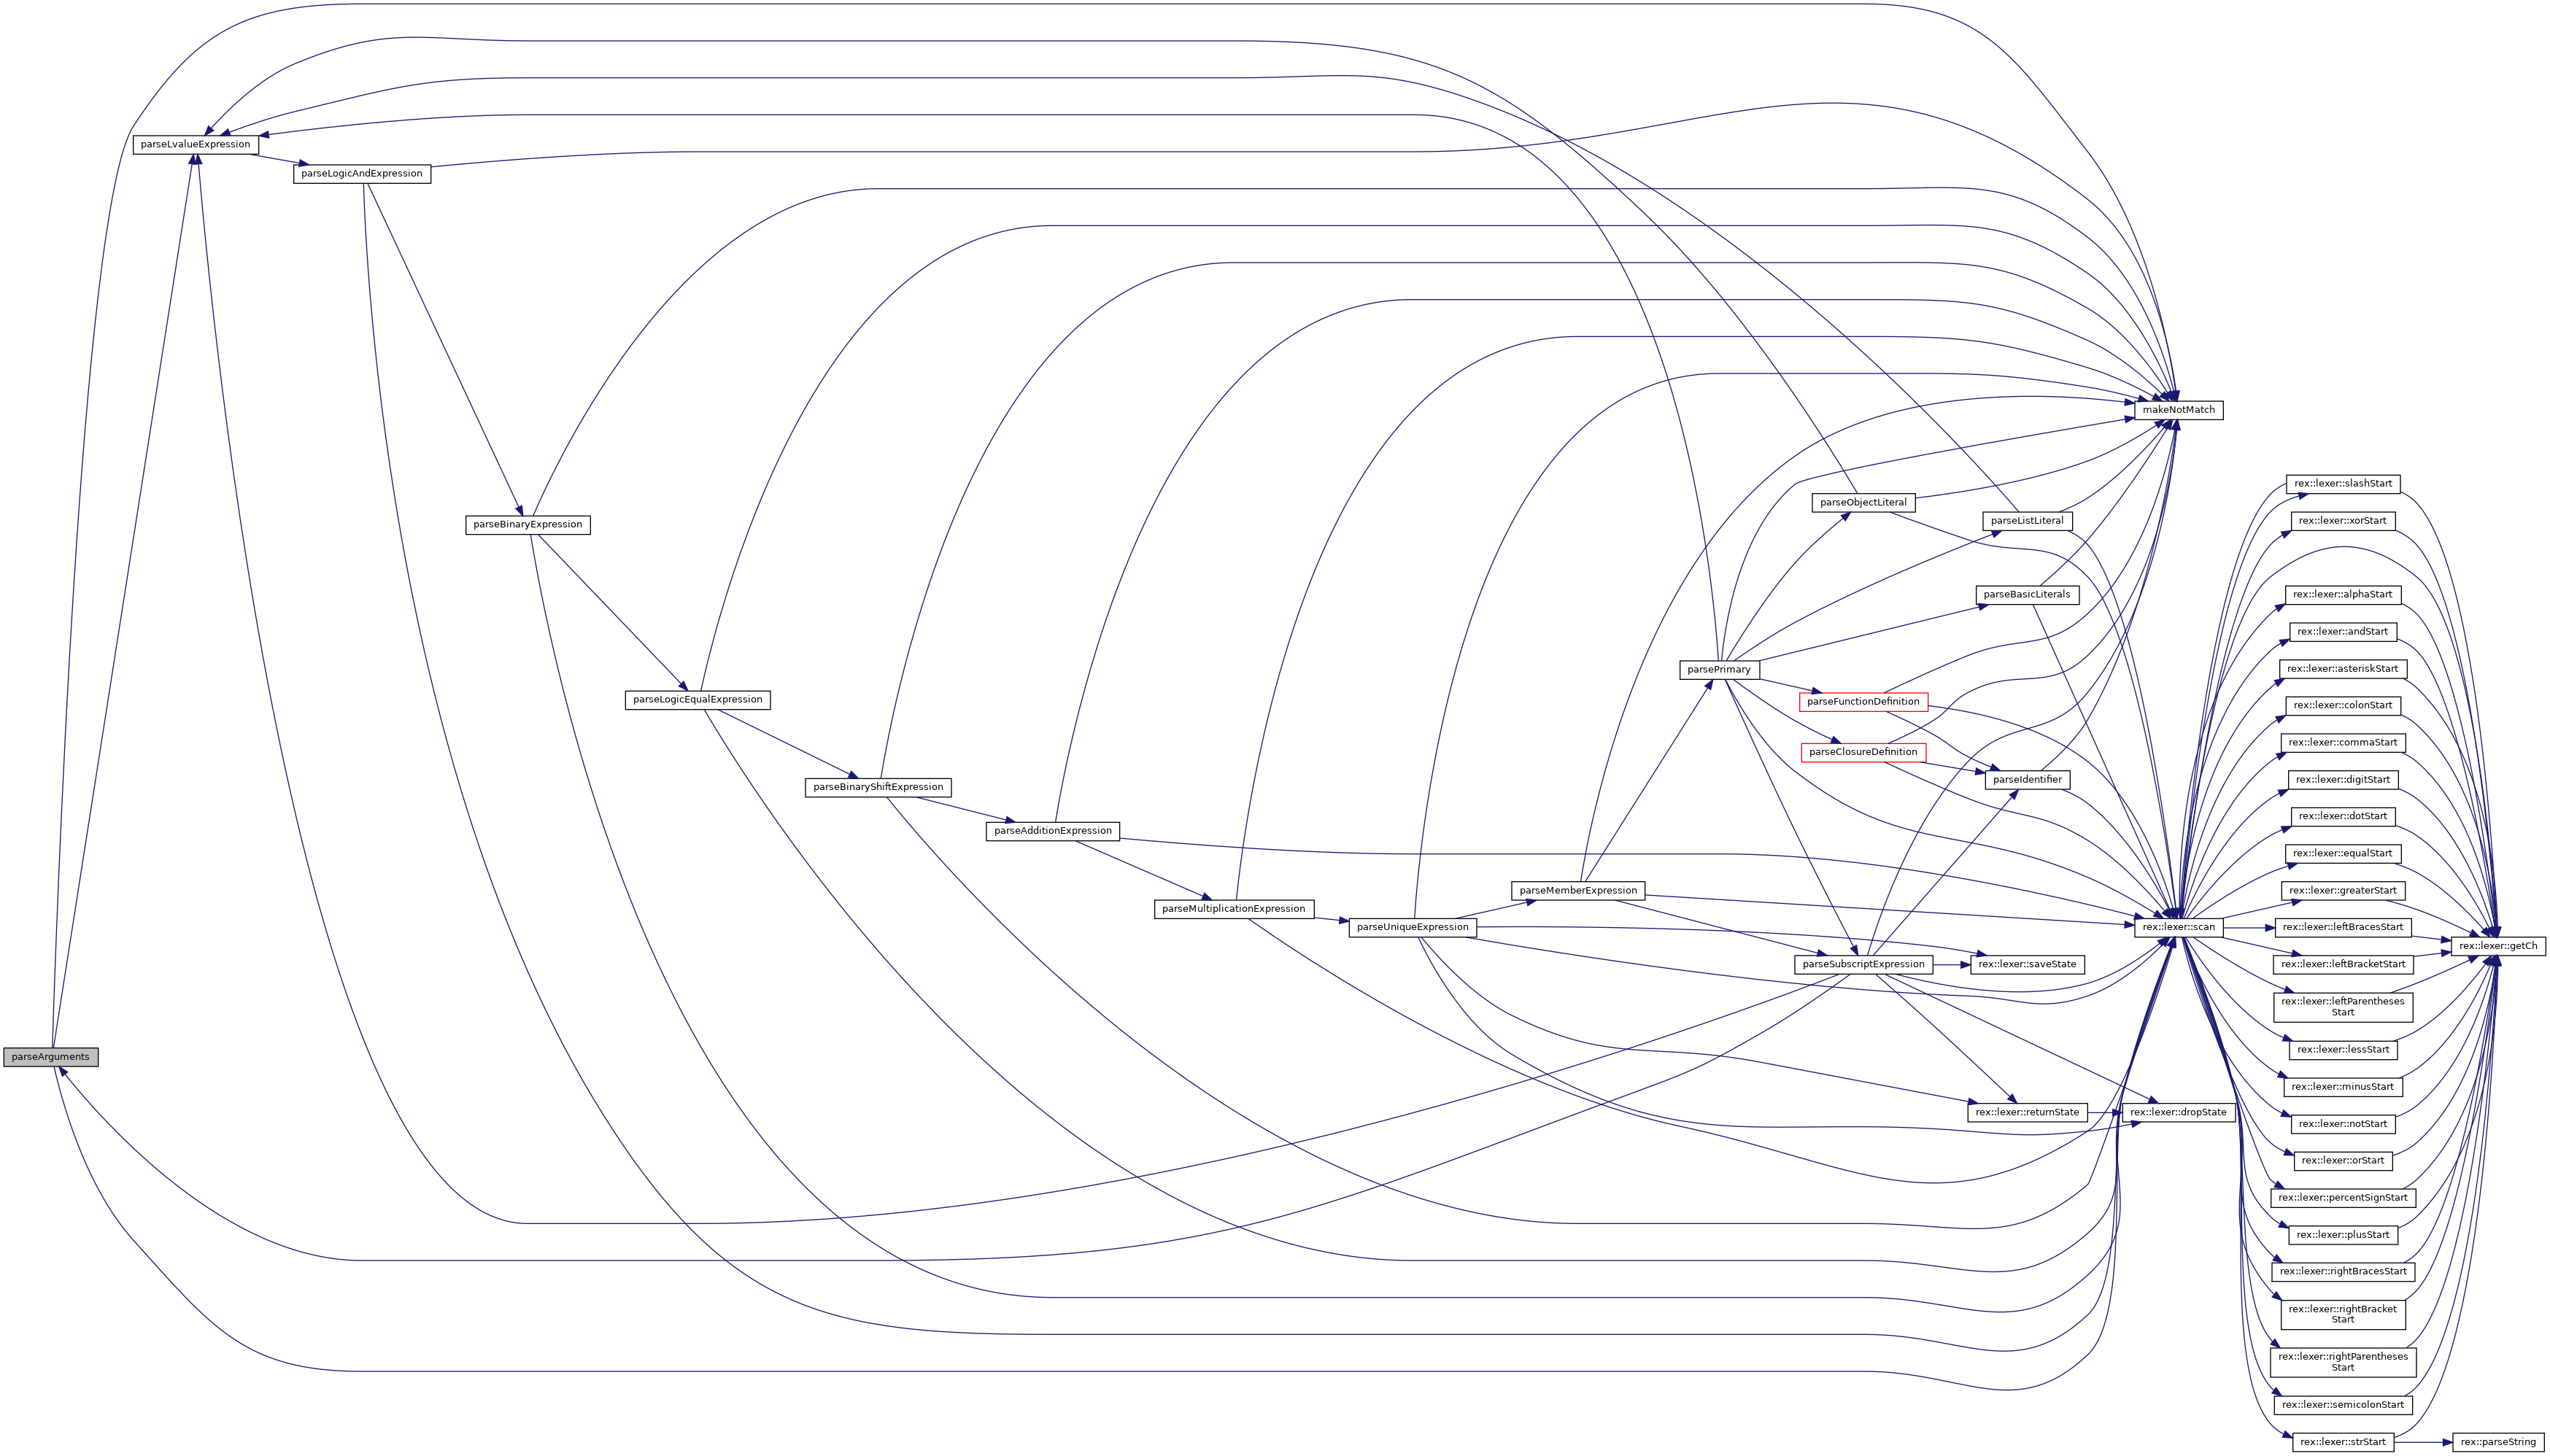 parseLvalueExpression
parseLogicAndExpression
makeNotMatch
rex::lexer::slashStart
parseObjectLiteral
parseListLiteral
rex::lexer::xorStart
parseBinaryExpression
parseBasicLiterals
rex::lexer::alphaStart
rex::lexer::andStart
parsePrimary
rex::lexer::asteriskStart
parseLogicEqualExpression
parseFunctionDefinition
rex::lexer::colonStart
rex::lexer::commaStart
parseClosureDefinition
parseIdentifier
rex::lexer::digitStart
parseBinaryShiftExpression
rex::lexer::dotStart
parseAdditionExpression
rex::lexer::equalStart
parseMemberExpression
rex::lexer::greaterStart
parseMultiplicationExpression
parseUniqueExpression
rex::lexer::scan
rex::lexer::leftBracesStart
rex::lexer::getCh
parseSubscriptExpression
rex::lexer::saveState
rex::lexer::leftBracketStart
rex::lexer::leftParentheses
Start
rex::lexer::lessStart
parseArguments
rex::lexer::minusStart
rex::lexer::returnState
rex::lexer::dropState
rex::lexer::notStart
rex::lexer::orStart
rex::lexer::percentSignStart
rex::lexer::plusStart
rex::lexer::rightBracesStart
rex::lexer::rightBracket
Start
rex::lexer::rightParentheses
Start
rex::lexer::semicolonStart
rex::lexer::strStart
rex::parseString